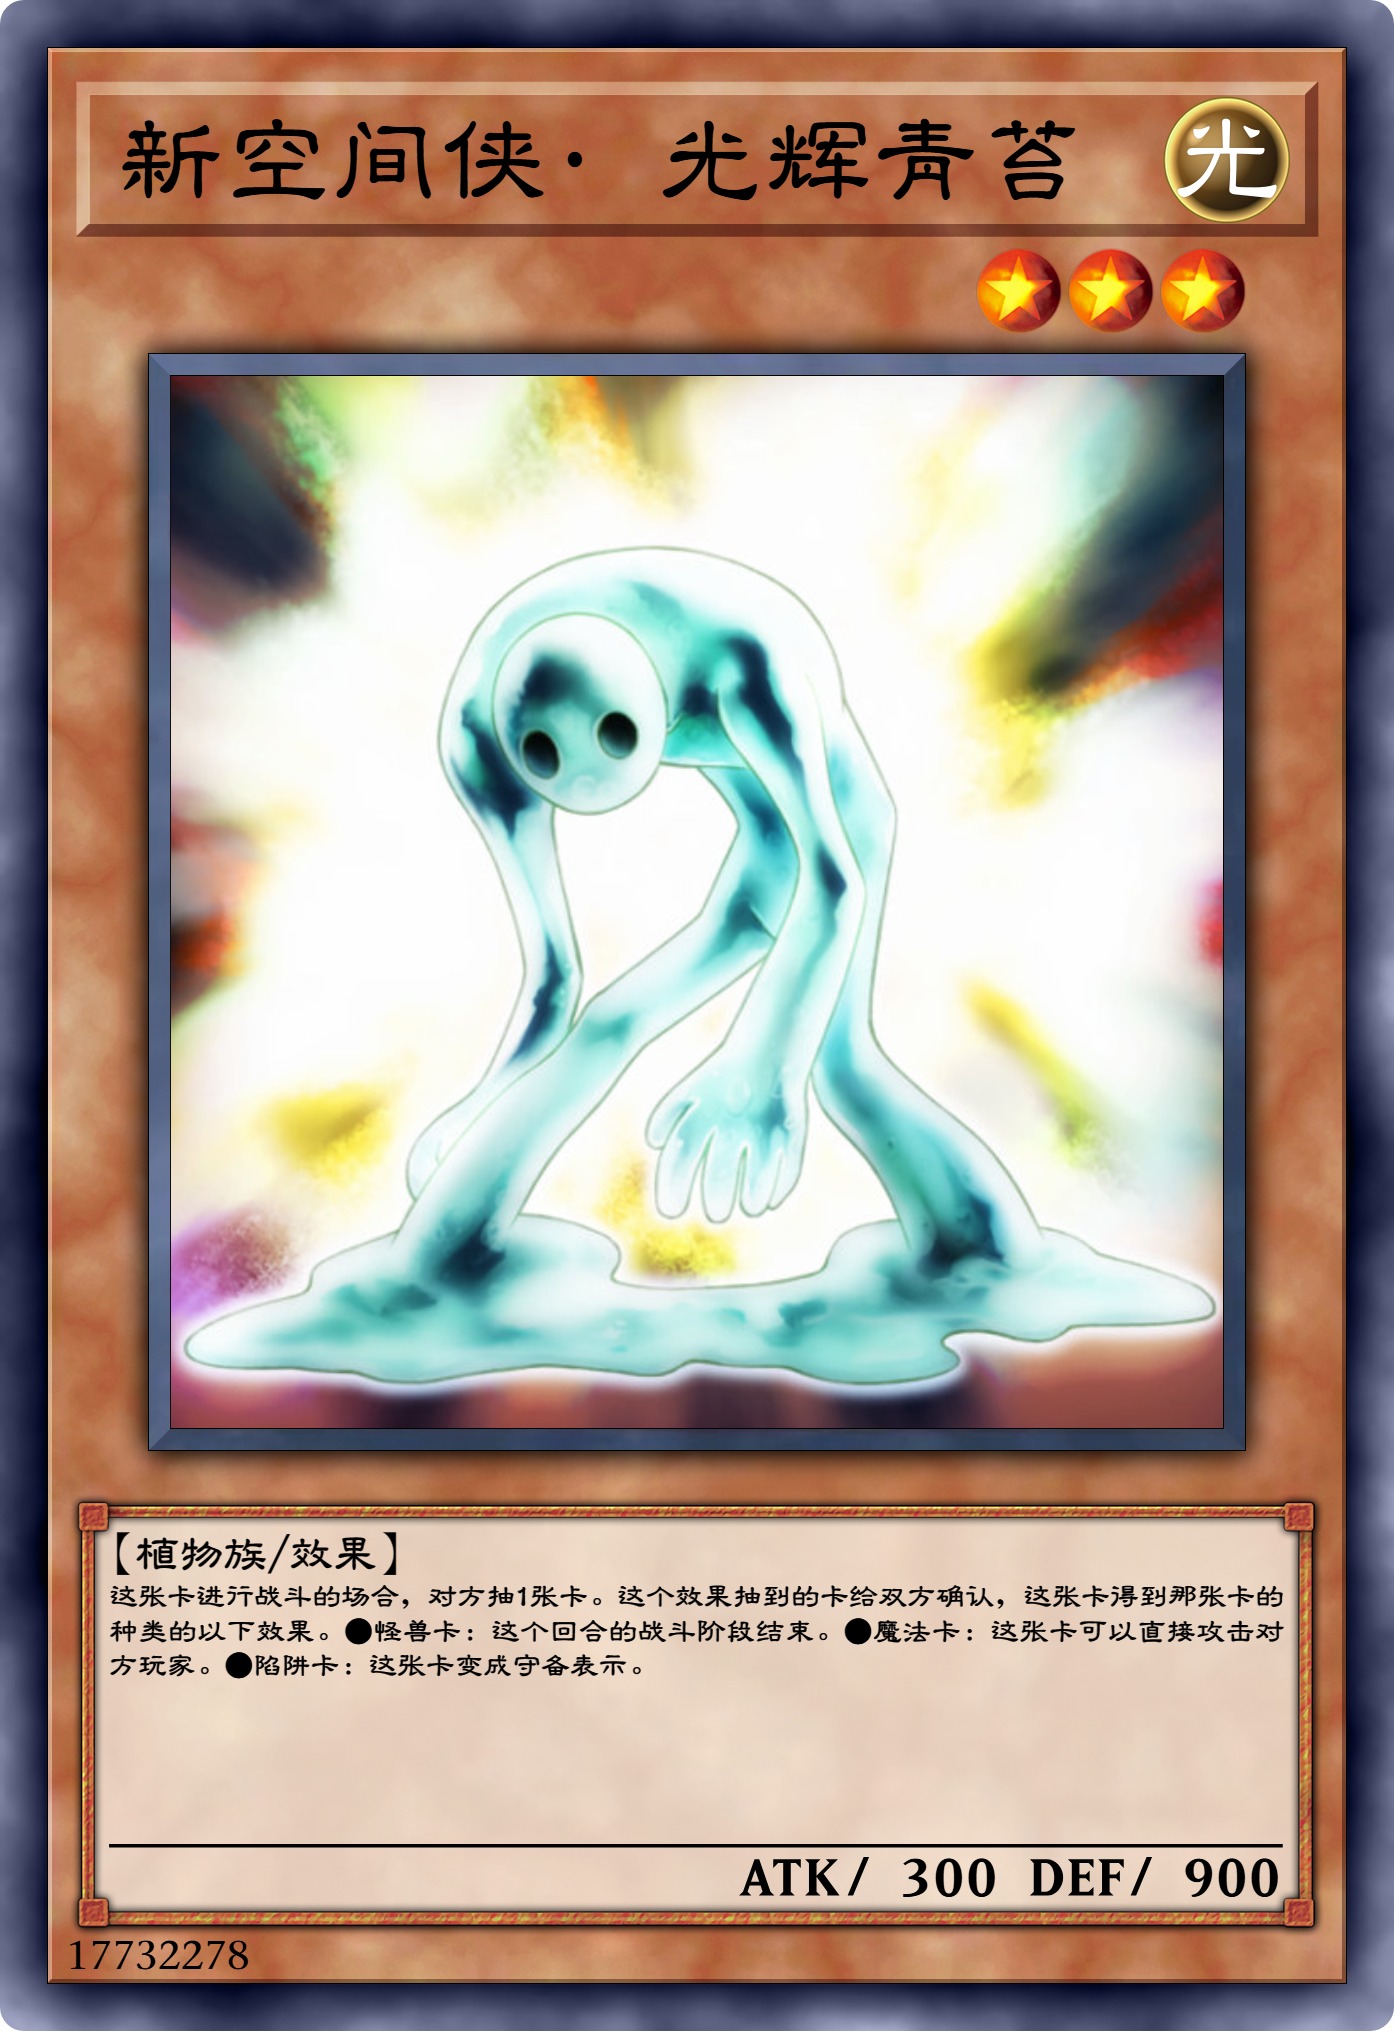 新空间侠· 光辉青苔
光
【植物族/效果】
这张卡进行战斗的场合，对方抽1张卡。这个效果抽到的卡给双方确认，这张卡得到那张卡的
种类的以下效果。●怪兽卡：这个回合的战斗阶段结束。●魔法卡：这张卡可以直接攻击对
方玩家。●陷阱卡：这张卡变成守备表示。
ATK/ 300 DEF/ 900
17732278